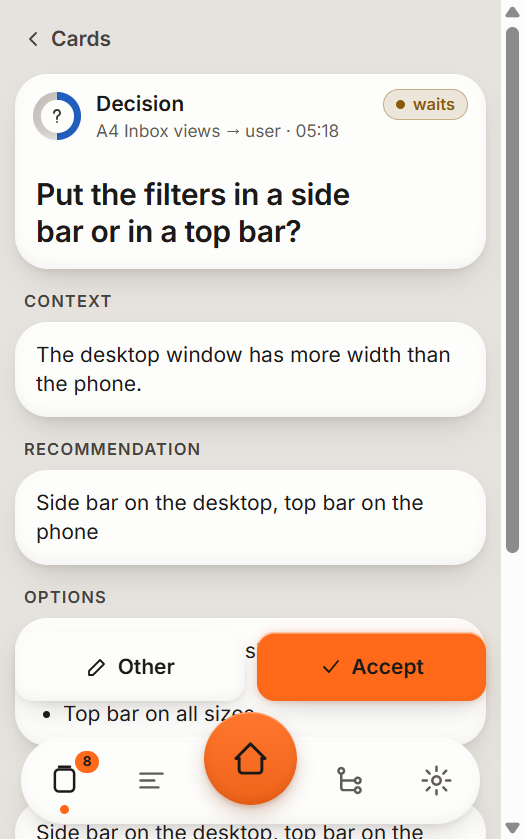 Cards
Decision
waits
A4 Inbox views → user · 05:18
?
Put the filters in a side
bar or in a top bar?
CONTEXT
The desktop window has more width than
the phone.
RECOMMENDATION
Side bar on the desktop, top bar on the
phone
OPTIONS
Other
Accept
• Top bar on all sizes
8
Side bar on the desktop, top bar on the